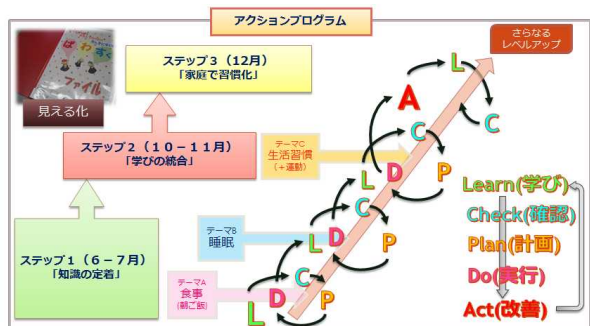 アクションプログラム
さらなる
レベルアップ
ステップ3（12月）
「家庭で習慣化」
ファイル
見える化
ステップ2（10－11月）
「学びの統合」
テーマC
生活習慣
（＋運動）
ステップ1（6－7月）
「知識の定着」
テーマB
睡眠
テーマA
食事
（朝ご飯）
L
C
A
C
C
L
D
P
C
L
D
P
C
L
D
P
Learn(学び)
Check(確認)
Plan(計画)
Do(実行)
Act(改善)